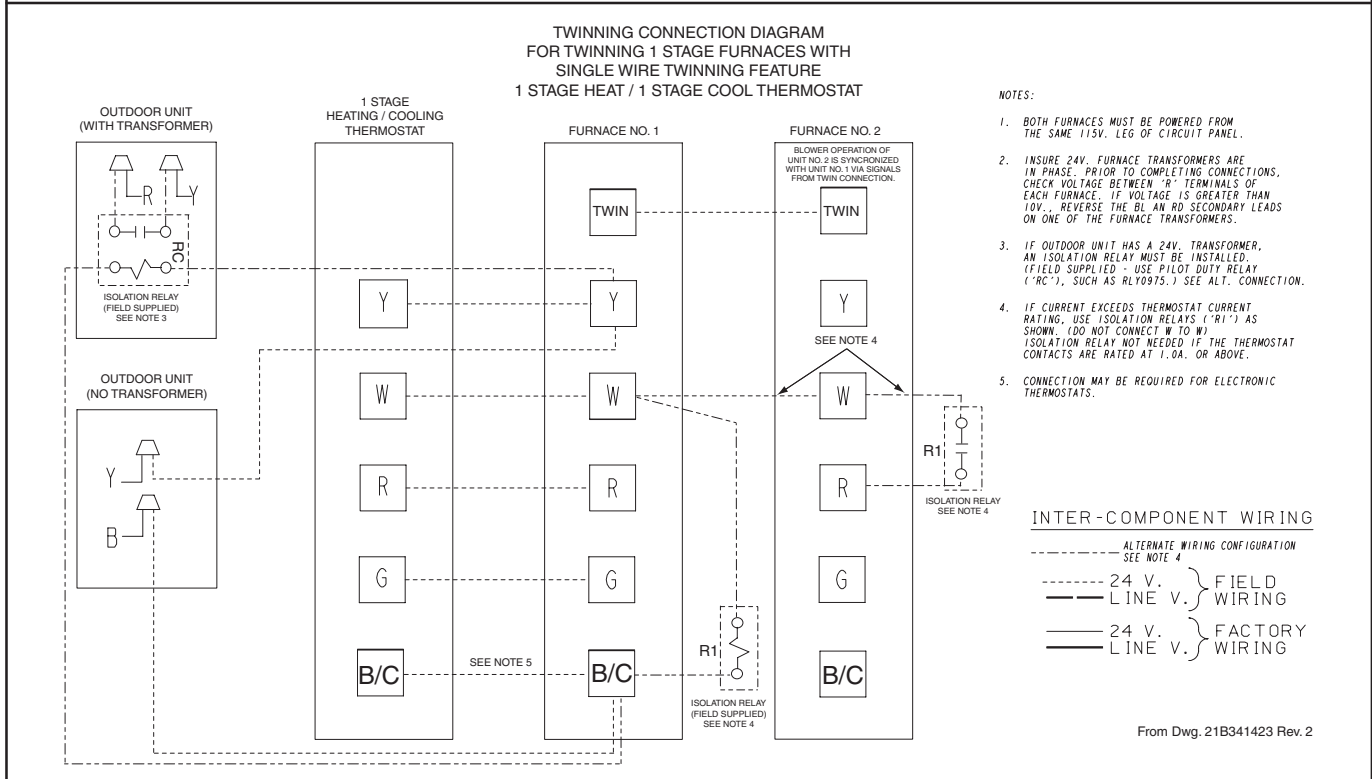 TWINNING CONNECTION DIAGRAM
FOR TWINNING 1 STAGE FURNACES WITH
SINGLE WIRE TWINNING FEATURE
1 STAGE HEAT / 1 STAGE COOL THERMOSTAT
OUTDOOR UNIT
(WITH TRANSFORMER)
R
Y
RC
ISOLATION RELAY
(FIELD SUPPLIED)
SEE NOTE 3
OUTDOOR UNIT
(NO TRANSFORMER)
Y
B
1 STAGE
HEATING / COOLING
THERMOSTAT
Y
W
R
G
B/C
SEE NOTE 5
FURNACE NO. 1
TWIN
Y
W
R
G
B/C
R1
ISOLATION RELAY
(FIELD SUPPLIED)
SEE NOTE 4
FURNACE NO. 2
BLOWER OPERATION OF
UNIT NO. 2 IS SYNCRONIZED
WITH UNIT NO. 1 VIA SIGNALS
FROM TWIN CONNECTION.
TWIN
Y
SEE NOTE 4
W
R
G
B/C
R1
ISOLATION RELAY
SEE NOTE 4
NOTES:
1. BOTH FURNACES MUST BE POWERED FROM
THE SAME 115V. LEG OF CIRCUIT PANEL.
2. INSURE 24V. FURNACE TRANSFORMERS ARE
IN PHASE. PRIOR TO COMPLETING CONNECTIONS,
CHECK VOLTAGE BETWEEN 'R' TERMINALS OF
EACH FURNACE. IF VOLTAGE IS GREATER THAN
10V., REVERSE THE BL AN RD SECONDARY LEADS
ON ONE OF THE FURNACE TRANSFORMERS.
3. IF OUTDOOR UNIT HAS A 24V. TRANSFORMER,
AN ISOLATION RELAY MUST BE INSTALLED.
(FIELD SUPPLIED - USE PILOT DUTY RELAY
('RC'), SUCH AS RLY0975.) SEE ALT. CONNECTION.
4. IF CURRENT EXCEEDS THERMOSTAT CURRENT
RATING, USE ISOLATION RELAYS ('R1') AS
SHOWN. (DO NOT CONNECT W TO W)
ISOLATION RELAY NOT NEEDED IF THE THERMOSTAT
CONTACTS ARE RATED AT 1.0A. OR ABOVE.
5. CONNECTION MAY BE REQUIRED FOR ELECTRONIC
THERMOSTATS.
INTER-COMPONENT WIRING
ALTERNATE WIRING CONFIGURATION
SEE NOTE 4
24 V.
LINE V.
FIELD
WIRING
24 V.
LINE V.
FACTORY
WIRING
From Dwg. 21B341423 Rev. 2